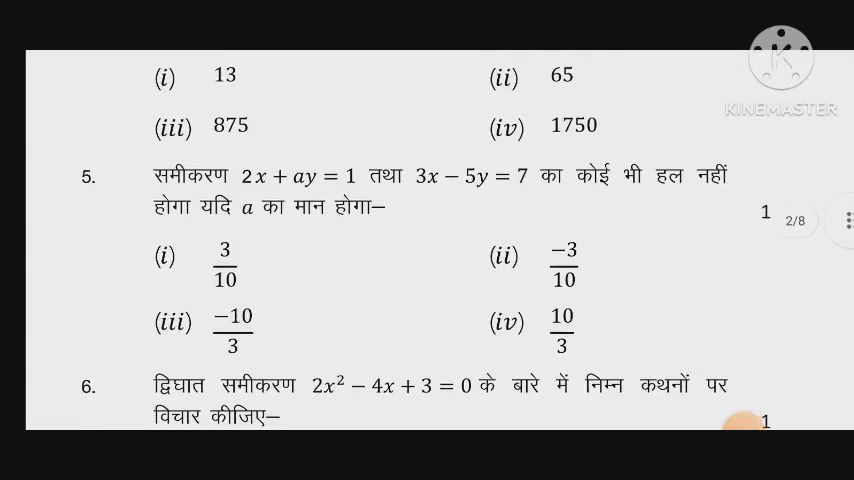 (i) 13 (ii) 65
KINEMASTER
(iii) 875 (iv) 1750
5. समीकरण 2x + ay = 1 तथा 3x − 5y = 7 का कोई भी हल नहीं
होगा यदि a का मान होगा− 1
2/8
(i) 3/10 (ii) −3/10
(iii) −10/3 (iv) 10/3
6. द्विघात समीकरण 2x² − 4x + 3 = 0 के बारे में निम्न कथनों पर
विचार कीजिए− 1